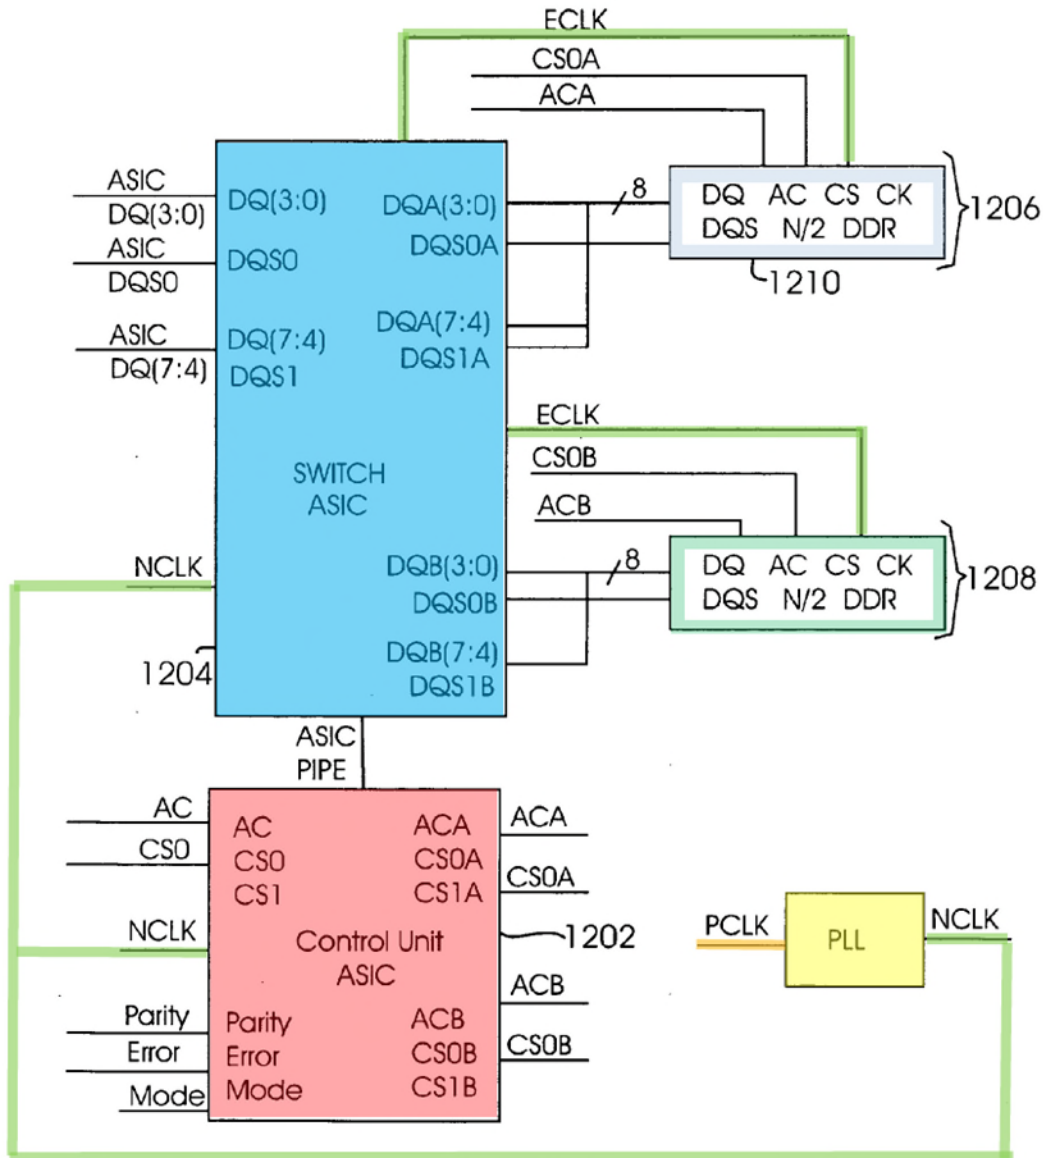 ECLK
CS0A
ACA
ASIC
DQ(3:0)
ASIC
DQS0
ASIC
DQ(7:4)
DQ(3:0)
DQS0
DQ(7:4)
DQS1
DQA(3:0)
DQS0A
DQA(7:4)
DQS1A
SWITCH
ASIC
8
DQ AC CS CK
DQS N/2 DDR
1206
1210
ECLK
CS0B
ACB
NCLK
1204
DQB(3:0)
DQS0B
DQB(7:4)
DQS1B
8
DQ AC CS CK
DQS N/2 DDR
1208
ASIC
PIPE
AC
CS0
NCLK
Parity
Error
Mode
AC
CS0
CS1
ACA
CS0A
CS1A
Control Unit
ASIC
Parity
Error
Mode
ACB
CS0B
CS1B
ACA
CS0A
1202
ACB
CS0B
PCLK
PLL
NCLK